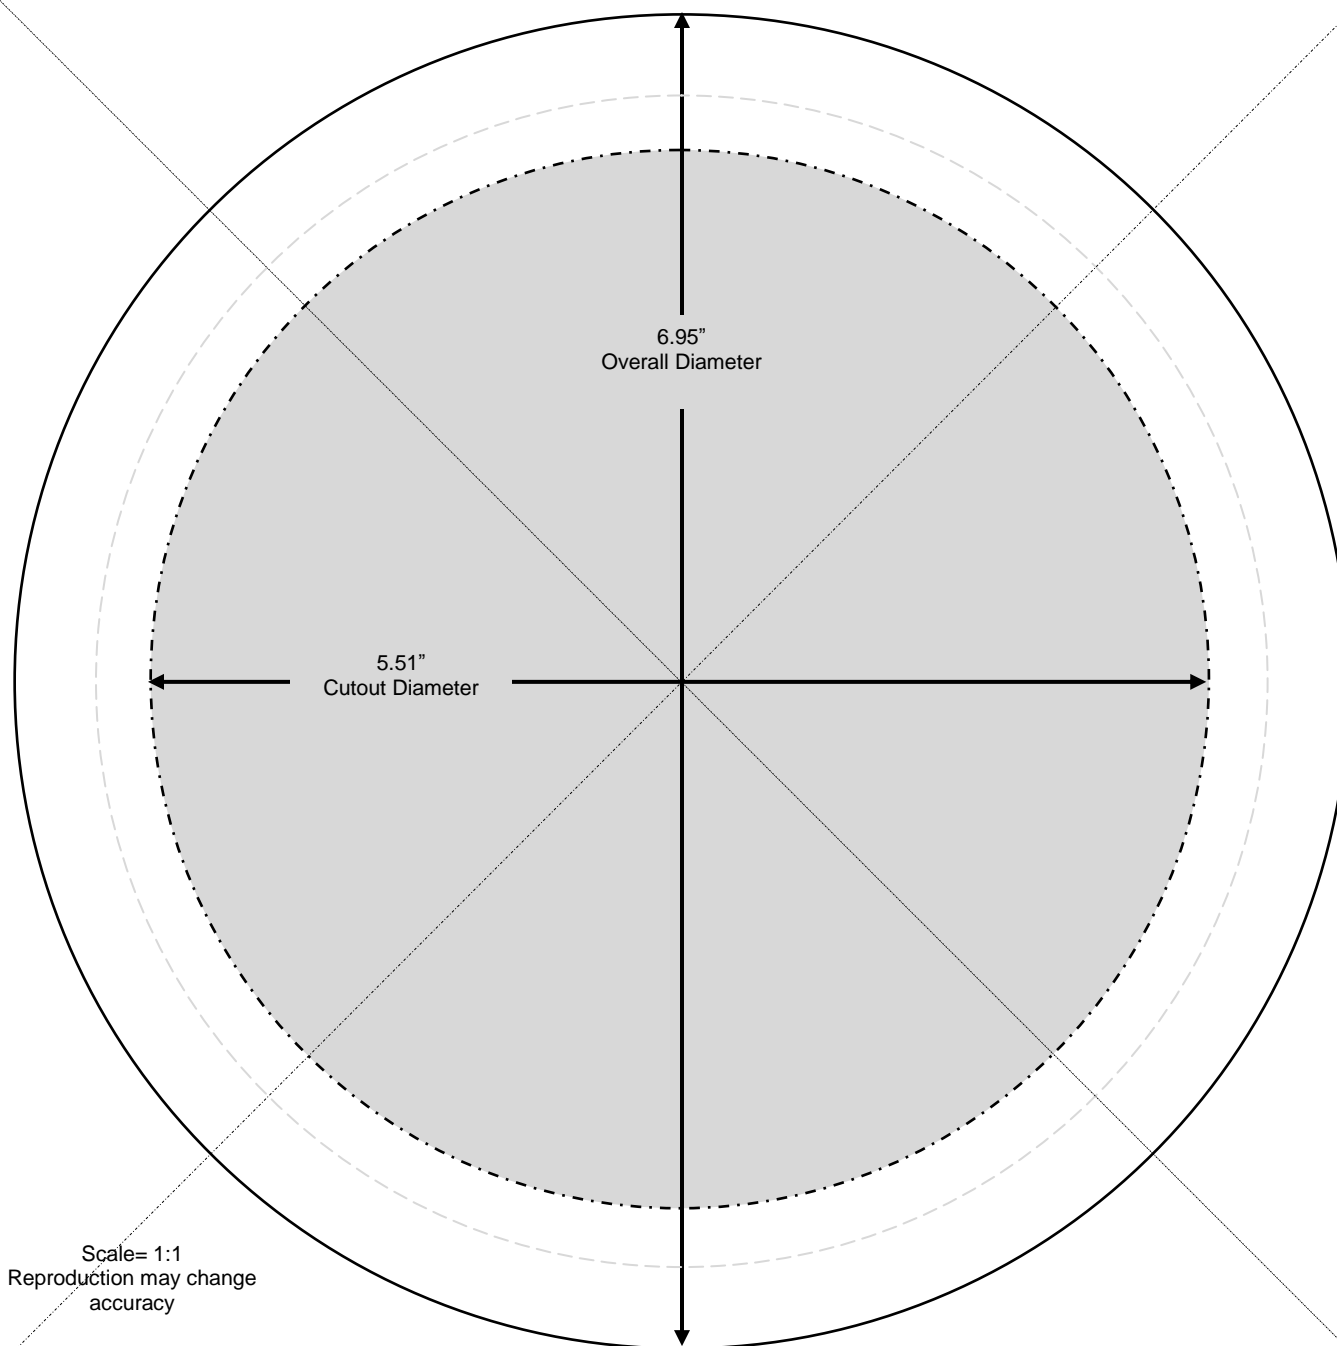 6.95”
Overall Diameter
5.51”
Cutout Diameter
Scale= 1:1
Reproduction may change
accuracy